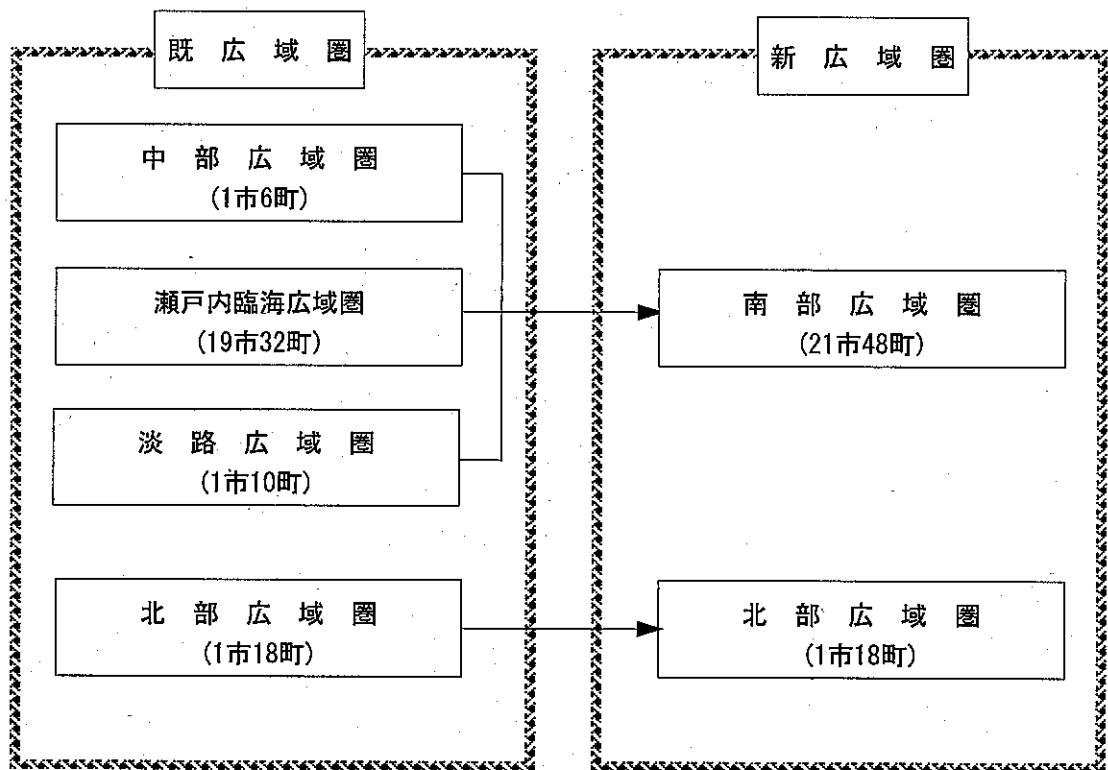 既広域圏
中部広域圏
(1市6町)
瀬戸内臨海広域圏
(19市32町)
淡路広域圏
(1市10町)
北部広域圏
(1市18町)
新広域圏
南部広域圏
(21市48町)
北部広域圏
(1市18町)